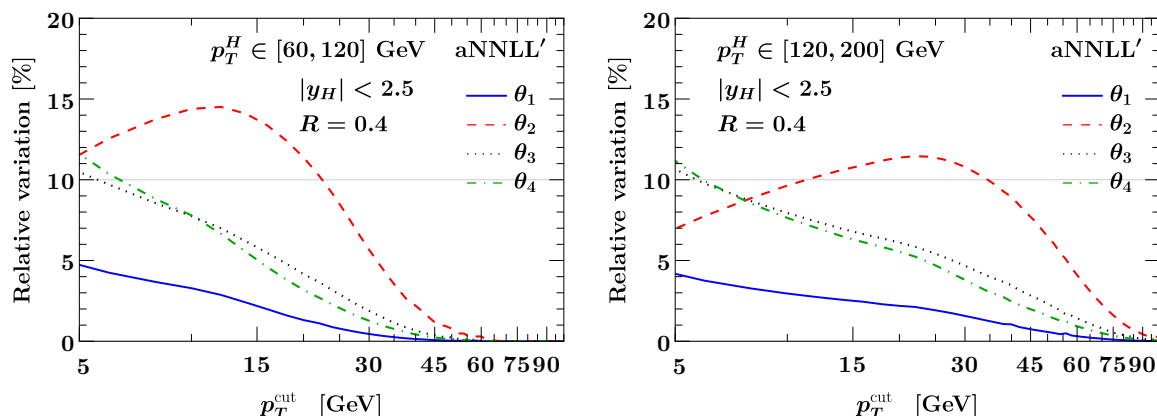 20
15
10
5
0
Relative variation [%]
p_T^H ∈ [60, 120] GeV
aNNLL′
|y_H| < 2.5
R = 0.4
θ₁
θ₂
θ₃
θ₄
5 15 30 45 60 75 90
p_T^cut [GeV]
20
15
10
5
0
Relative variation [%]
p_T^H ∈ [120, 200] GeV
aNNLL′
|y_H| < 2.5
R = 0.4
θ₁
θ₂
θ₃
θ₄
5 15 30 45 60 75 90
p_T^cut [GeV]